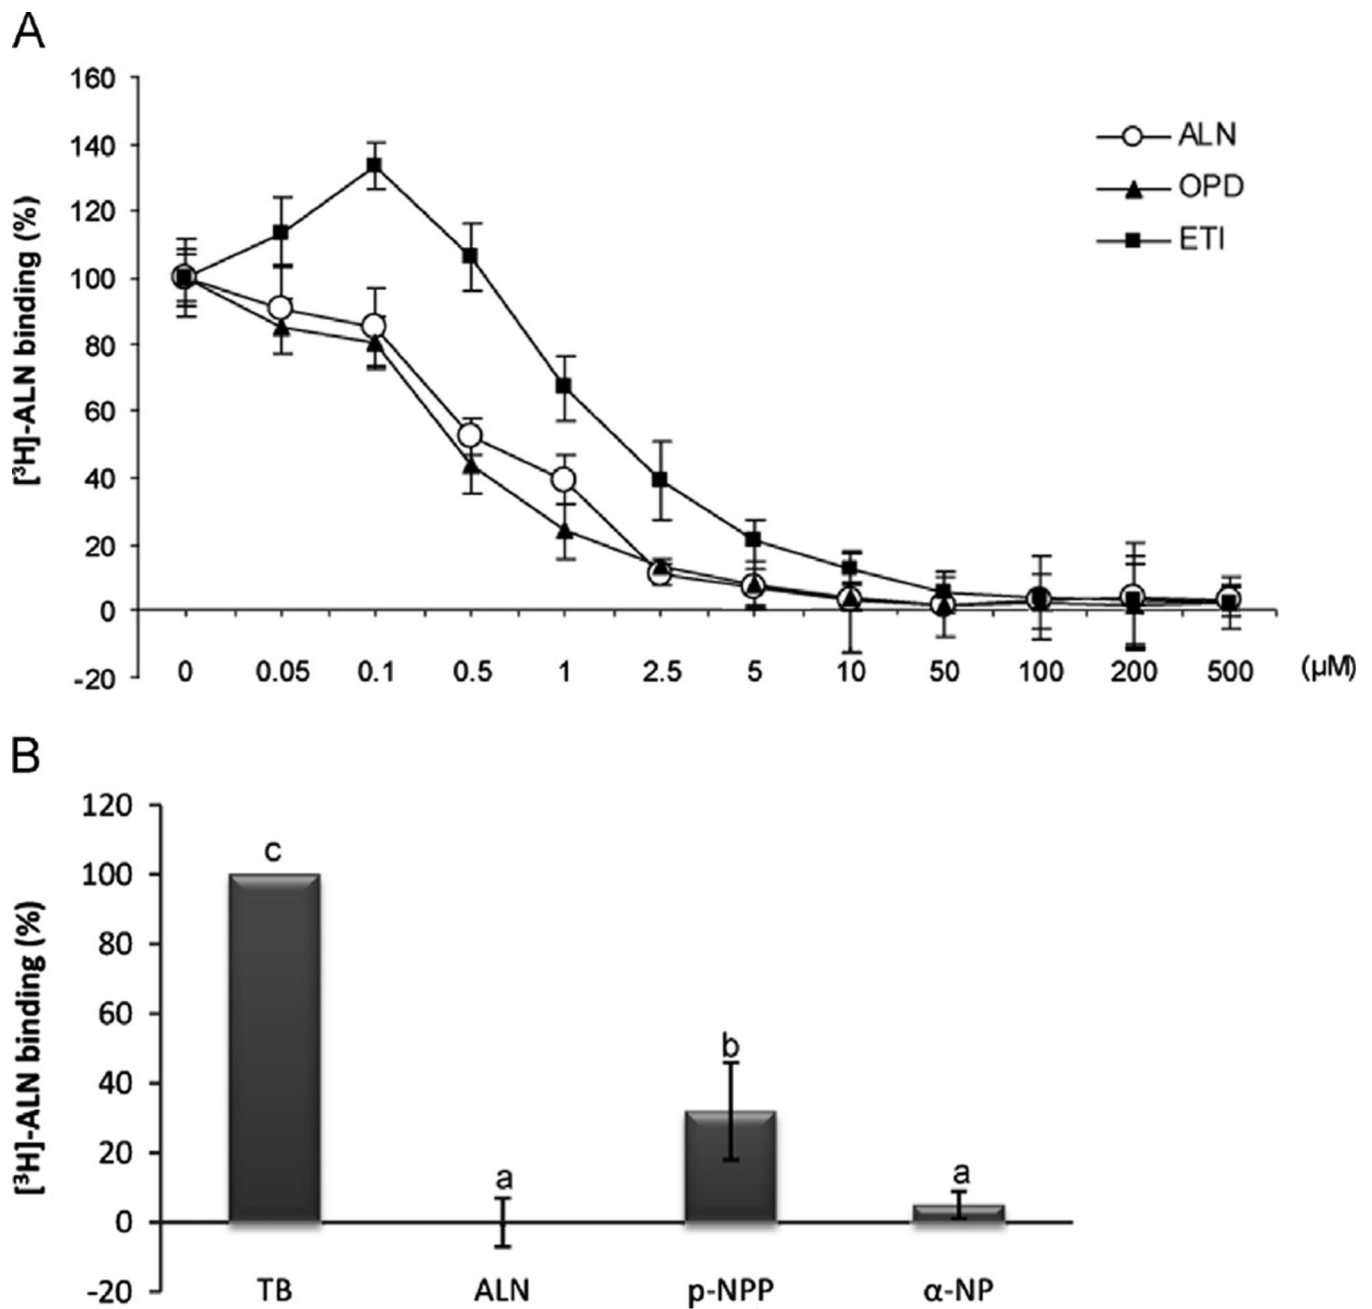 A
160
140
120
100
80
60
40
20
0
-20
[³H]-ALN binding (%)
ALN
OPD
ETI
0 0.05 0.1 0.5 1 2.5 5 10 50 100 200 500 (µM)
B
120
100
80
60
40
20
0
-20
[³H]-ALN binding (%)
c
a
b
a
TB ALN p-NPP α-NP